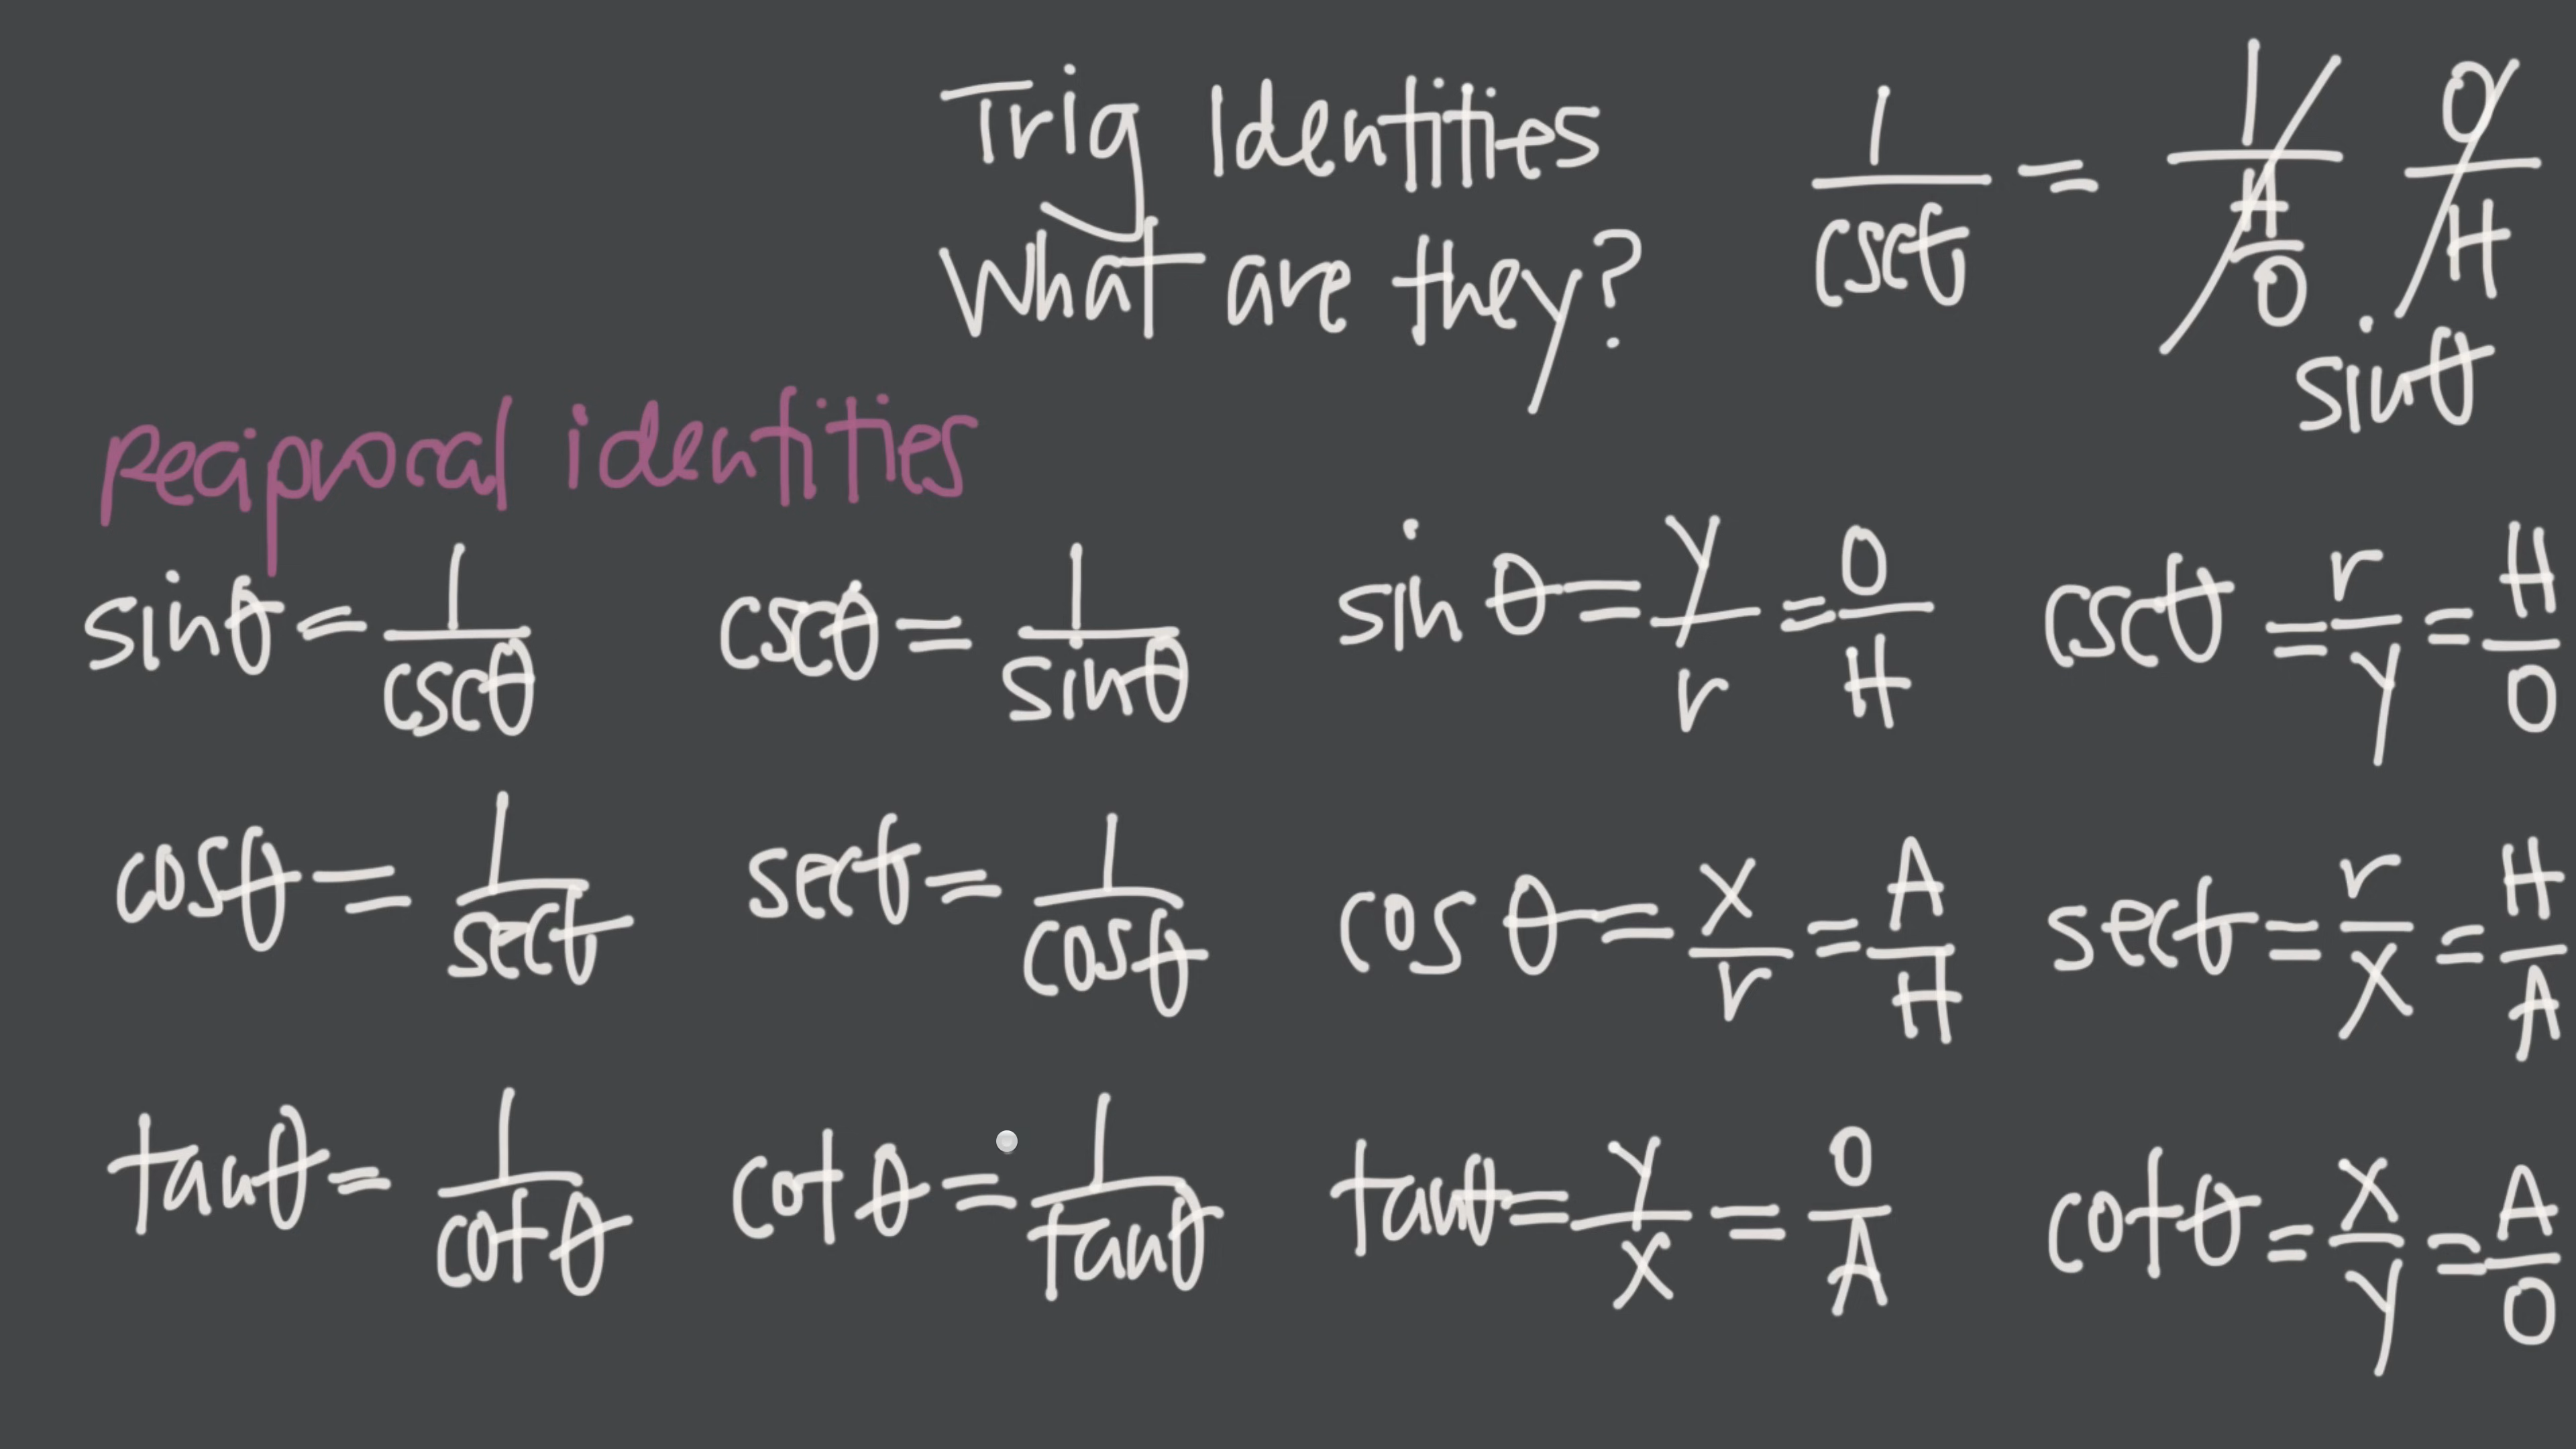 Trig Identities
What are they?
1/cscθ = 1/(H/O) O/H
sinθ
Reciprocal identities
sinθ = 1/cscθ cscθ = 1/sinθ sin θ = y/r = O/H cscθ = r/y = H/O
cosθ = 1/secθ secθ = 1/cosθ cos θ = x/r = A/H secθ = r/x = H/A
tanθ = 1/cot θ cot θ = 1/tanθ tanθ = y/x = O/A cotθ = x/y = A/O